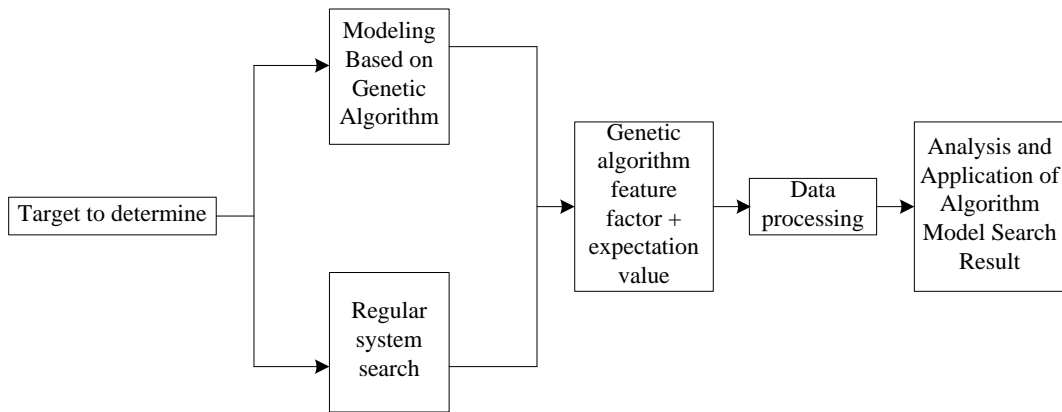 Target to determine
Modeling
Based on
Genetic
Algorithm
Regular
system
search
Genetic
algorithm
feature
factor +
expectation
value
Data
processing
Analysis and
Application of
Algorithm
Model Search
Result